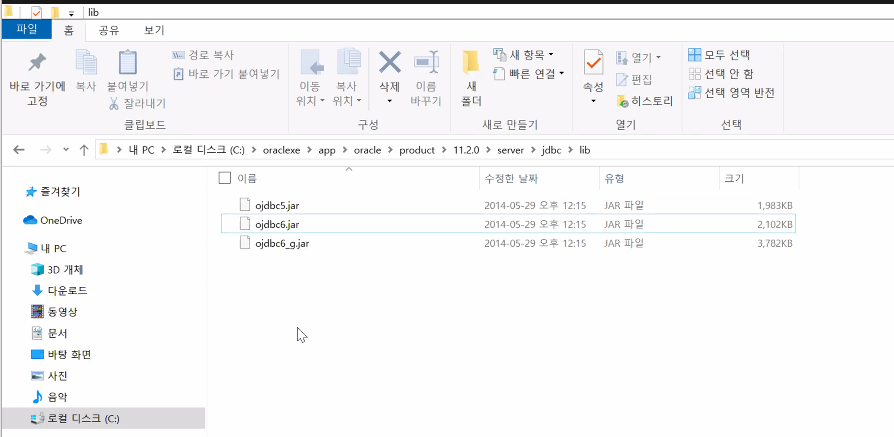 lib
파일 홈 공유 보기
바로 가기에 고정
복사
붙여넣기
경로 복사
바로 가기 붙여넣기
잘라내기
클립보드
이동 위치
복사 위치
삭제
이름 바꾸기
구성
새 폴더
새 항목
빠른 연결
새로 만들기
속성
열기
편집
히스토리
열기
모두 선택
선택 안 함
선택 영역 반전
선택
내 PC > 로컬 디스크 (C:) > oraclexe > app > oracle > product > 11.2.0 > server > jdbc > lib
즐겨찾기
OneDrive
내 PC
3D 개체
다운로드
동영상
문서
바탕 화면
사진
음악
로컬 디스크 (C:)
이름 수정한 날짜 유형 크기
ojdbc5.jar 2014-05-29 오후 12:15 JAR 파일 1,983KB
ojdbc6.jar 2014-05-29 오후 12:15 JAR 파일 2,102KB
ojdbc6_g.jar 2014-05-29 오후 12:15 JAR 파일 3,782KB